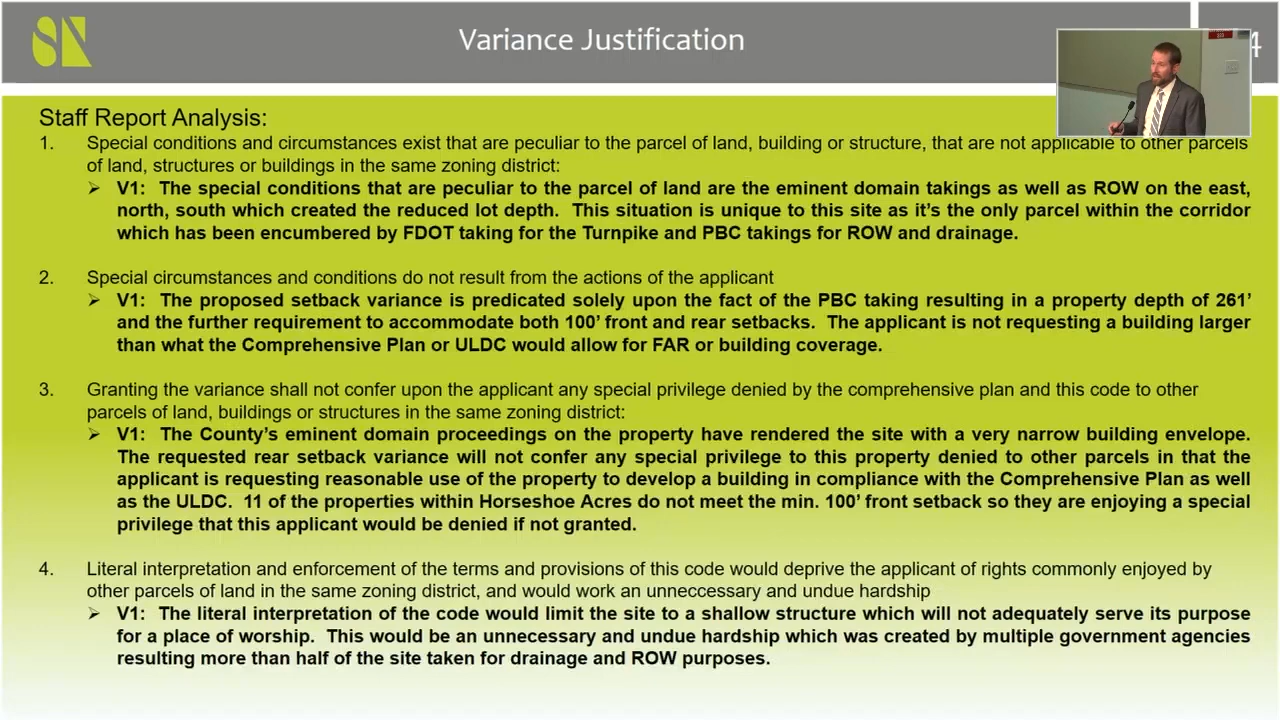 SN
Variance Justification
4
Staff Report Analysis:
1. Special conditions and circumstances exist that are peculiar to the parcel of land, building or structure, that are not applicable to other parcels
of land, structures or buildings in the same zoning district:
➢ V1: The special conditions that are peculiar to the parcel of land are the eminent domain takings as well as ROW on the east,
north, south which created the reduced lot depth. This situation is unique to this site as it's the only parcel within the corridor
which has been encumbered by FDOT taking for the Turnpike and PBC takings for ROW and drainage.
2. Special circumstances and conditions do not result from the actions of the applicant
➢ V1: The proposed setback variance is predicated solely upon the fact of the PBC taking resulting in a property depth of 261'
and the further requirement to accommodate both 100' front and rear setbacks. The applicant is not requesting a building larger
than what the Comprehensive Plan or ULDC would allow for FAR or building coverage.
3. Granting the variance shall not confer upon the applicant any special privilege denied by the comprehensive plan and this code to other
parcels of land, buildings or structures in the same zoning district:
➢ V1: The County's eminent domain proceedings on the property have rendered the site with a very narrow building envelope.
The requested rear setback variance will not confer any special privilege to this property denied to other parcels in that the
applicant is requesting reasonable use of the property to develop a building in compliance with the Comprehensive Plan as well
as the ULDC. 11 of the properties within Horseshoe Acres do not meet the min. 100' front setback so they are enjoying a special
privilege that this applicant would be denied if not granted.
4. Literal interpretation and enforcement of the terms and provisions of this code would deprive the applicant of rights commonly enjoyed by
other parcels of land in the same zoning district, and would work an unneccessary and undue hardship
➢ V1: The literal interpretation of the code would limit the site to a shallow structure which will not adequately serve its purpose
for a place of worship. This would be an unnecessary and undue hardship which was created by multiple government agencies
resulting more than half of the site taken for drainage and ROW purposes.